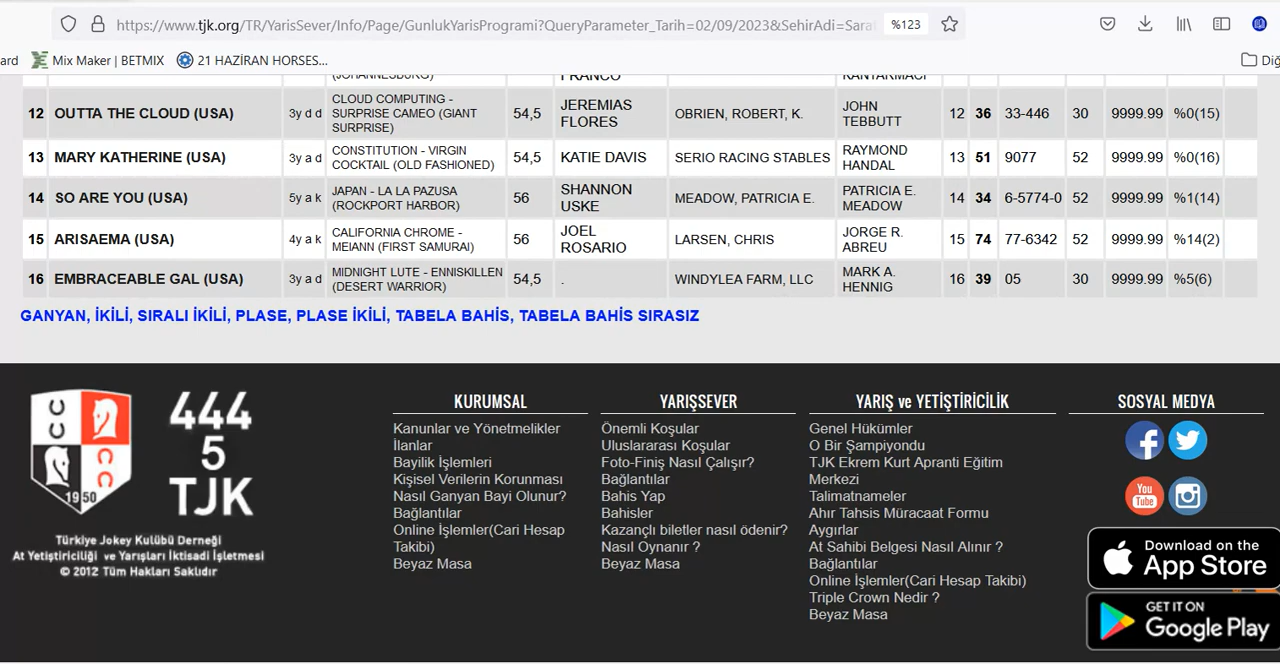 https://www.tjk.org/TR/YarisSever/Info/Page/GunlukYarisProgrami?QueryParameter_Tarih=02/09/2023&SehirAdi=Sarat %123
ard Mix Maker | BETMIX 21 HAZİRAN HORSES... Diğ
(JOHANNESBURG) FRANCO KANTARMACI
12 OUTTA THE CLOUD (USA) 3y d d CLOUD COMPUTING - SURPRISE CAMEO (GIANT SURPRISE) 54,5 JEREMIAS FLORES OBRIEN, ROBERT, K. JOHN TEBBUTT 12 36 33-446 30 9999.99 %0(15)
13 MARY KATHERINE (USA) 3y a d CONSTITUTION - VIRGIN COCKTAIL (OLD FASHIONED) 54,5 KATIE DAVIS SERIO RACING STABLES RAYMOND HANDAL 13 51 9077 52 9999.99 %0(16)
14 SO ARE YOU (USA) 5y a k JAPAN - LA LA PAZUSA (ROCKPORT HARBOR) 56 SHANNON USKE MEADOW, PATRICIA E. PATRICIA E. MEADOW 14 34 6-5774-0 52 9999.99 %1(14)
15 ARISAEMA (USA) 4y a k CALIFORNIA CHROME - MEIANN (FIRST SAMURAI) 56 JOEL ROSARIO LARSEN, CHRIS JORGE R. ABREU 15 74 77-6342 52 9999.99 %14(2)
16 EMBRACEABLE GAL (USA) 3y a d MIDNIGHT LUTE - ENNISKILLEN (DESERT WARRIOR) 54,5 . WINDYLEA FARM, LLC MARK A. HENNIG 16 39 05 30 9999.99 %5(6)
GANYAN, İKİLİ, SIRALI İKİLİ, PLASE, PLASE İKİLİ, TABELA BAHİS, TABELA BAHİS SIRASIZ
1950
444
5
TJK
Türkiye Jokey Kulübü Derneği
At Yetiştiriciliği ve Yarışları İktisadi İşletmesi
© 2012 Tüm Hakları Saklıdır
KURUMSAL
Kanunlar ve Yönetmelikler
İlanlar
Bayilik İşlemleri
Kişisel Verilerin Korunması
Nasıl Ganyan Bayi Olunur?
Bağlantılar
Online İşlemler(Cari Hesap
Takibi)
Beyaz Masa
YARIŞSEVER
Önemli Koşular
Uluslararası Koşular
Foto-Finiş Nasıl Çalışır?
Bağlantılar
Bahis Yap
Bahisler
Kazançlı biletler nasıl ödenir?
Nasıl Oynanır ?
Beyaz Masa
YARIŞ ve YETİŞTİRİCİLİK
Genel Hükümler
O Bir Şampiyondu
TJK Ekrem Kurt Apranti Eğitim
Merkezi
Talimatnameler
Ahır Tahsis Müracaat Formu
Aygırlar
At Sahibi Belgesi Nasıl Alınır ?
Bağlantılar
Online İşlemler(Cari Hesap Takibi)
Triple Crown Nedir ?
Beyaz Masa
SOSYAL MEDYA
You
Tube
Download on the
App Store
GET IT ON
Google Play